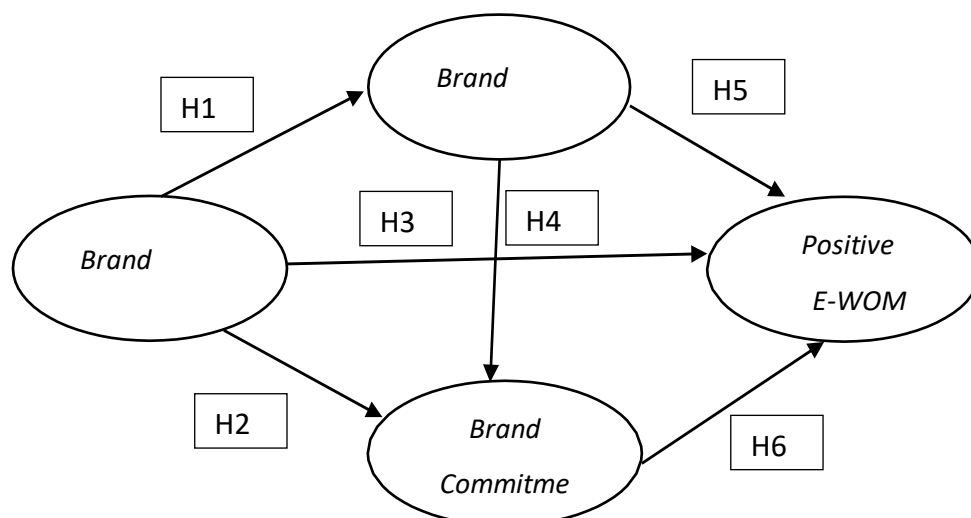 Brand
H1
H5
H3
H4
Brand
Positive
E-WOM
H2
Brand
Commitme
H6